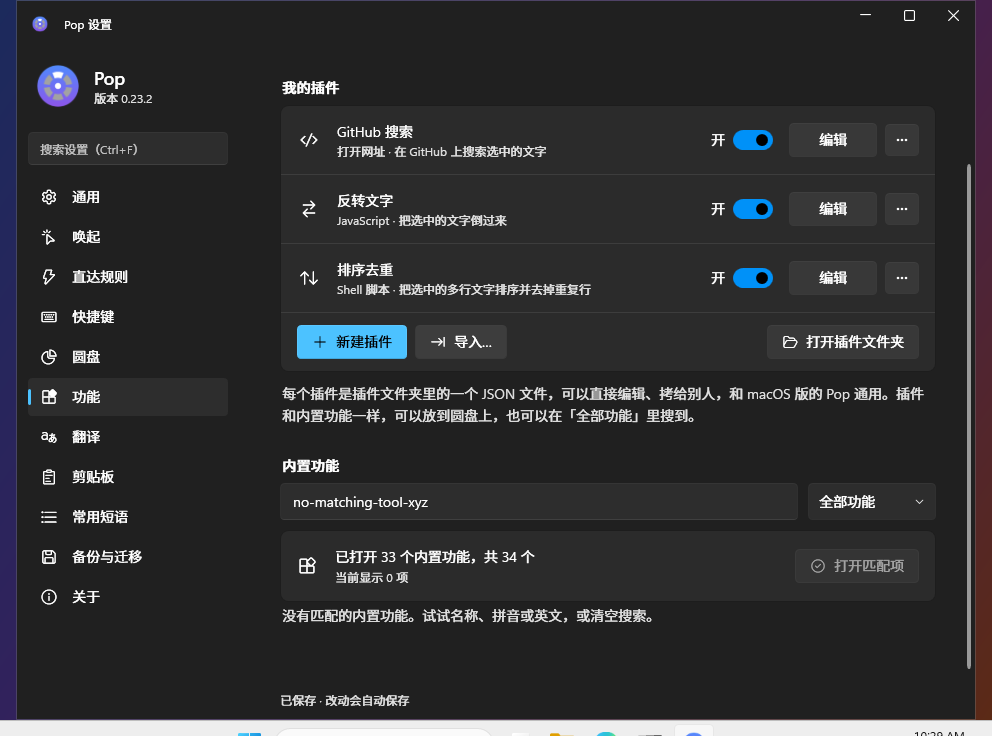 Pop 设置
Pop
版本 0.23.2
搜索设置（Ctrl+F）
通用
唤起
直达规则
快捷键
圆盘
功能
翻译
剪贴板
常用短语
备份与迁移
关于
我的插件
GitHub 搜索
打开网址 · 在 GitHub 上搜索选中的文字
开
编辑
反转文字
JavaScript · 把选中的文字倒过来
开
编辑
排序去重
Shell 脚本 · 把选中的多行文字排序并去掉重复行
开
编辑
新建插件
导入...
打开插件文件夹
每个插件是插件文件夹里的一个 JSON 文件，可以直接编辑、拷给别人，和 macOS 版的 Pop 通用。插件
和内置功能一样，可以放到圆盘上，也可以在「全部功能」里搜到。
内置功能
no-matching-tool-xyz
全部功能
已打开 33 个内置功能，共 34 个
当前显示 0 项
打开匹配项
没有匹配的内置功能。试试名称、拼音或英文，或清空搜索。
已保存 · 改动会自动保存
10:29 AM